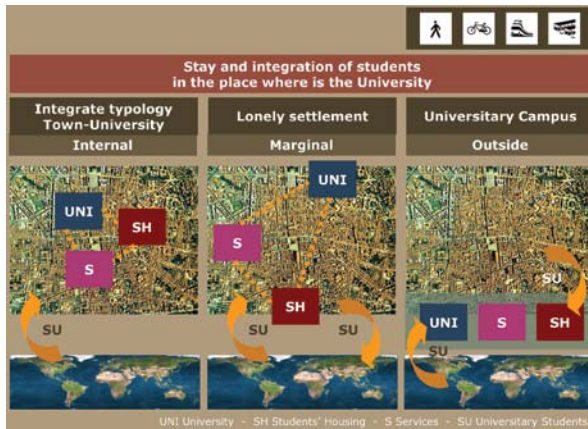 Stay and integration of students
in the place where is the University
Integrate typology
Town-University
Internal
Lonely settlement
Marginal
Universitary Campus
Outside
UNI
SH
S
SU
UNI
S
SH
SU
SU
SU
UNI
S
SH
SU
UNI University - SH Students' Housing - S Services - SU Universitary Students